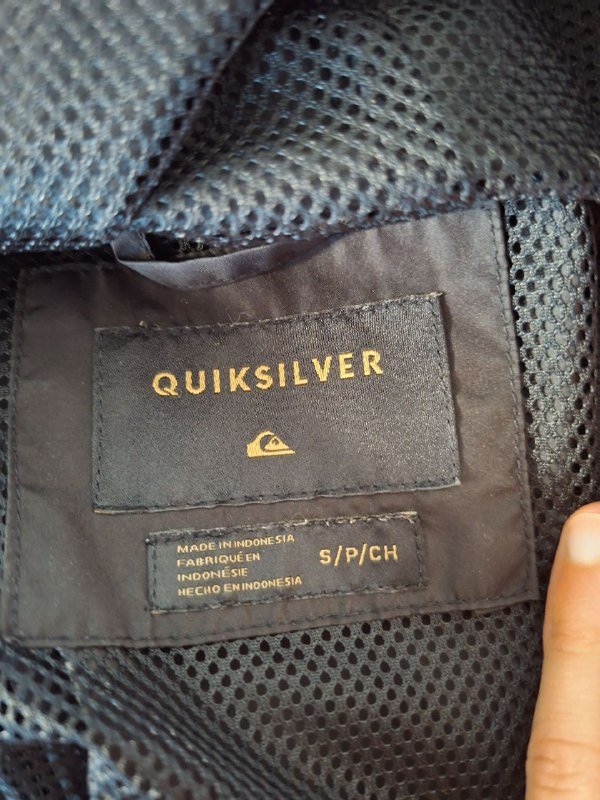 QUIKSILVER
MADE IN INDONESIA
FABRIQUÉ EN
INDONÉSIE
HECHO EN INDONESIA
S/P/CH